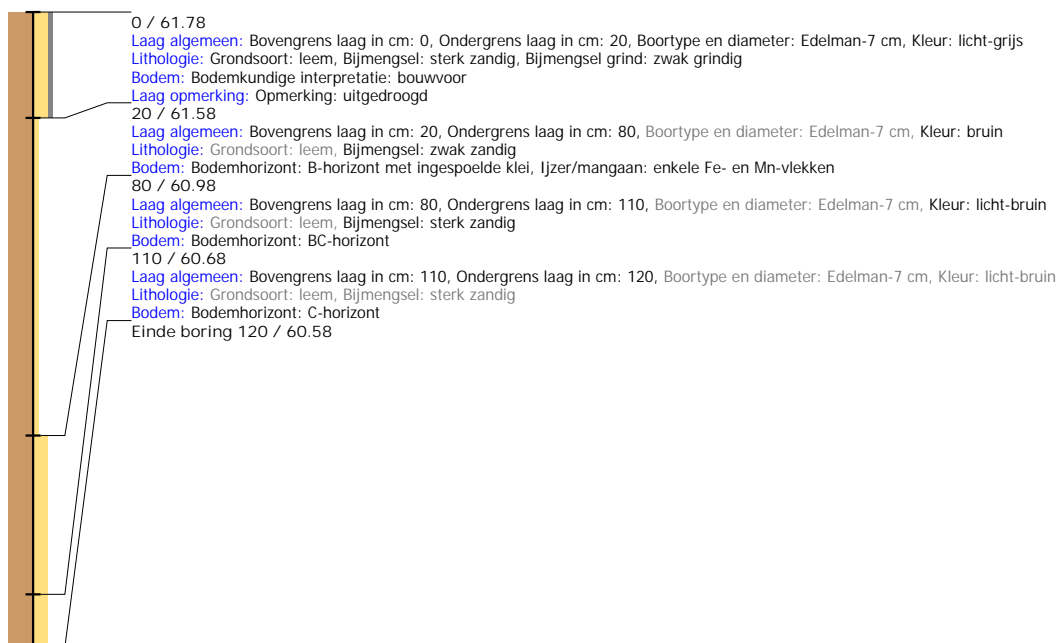 0 / 61.78
Laag algemeen: Bovengrens laag in cm: 0, Ondergrens laag in cm: 20, Boortype en diameter: Edelman-7 cm, Kleur: licht-grijs
Lithologie: Grondsoort: leem, Bijmengsel: sterk zandig, Bijmengsel grind: zwak grindig
Bodem: Bodemkundige interpretatie: bouwvoor
Laag opmerking: Opmerking: uitgedroogd
20 / 61.58
Laag algemeen: Bovengrens laag in cm: 20, Ondergrens laag in cm: 80, Boortype en diameter: Edelman-7 cm, Kleur: bruin
Lithologie: Grondsoort: leem, Bijmengsel: zwak zandig
Bodem: Bodemhorizont: B-horizont met ingespoelde klei, Ijzer/mangaan: enkele Fe- en Mn-vlekken
80 / 60.98
Laag algemeen: Bovengrens laag in cm: 80, Ondergrens laag in cm: 110, Boortype en diameter: Edelman-7 cm, Kleur: licht-bruin
Lithologie: Grondsoort: leem, Bijmengsel: sterk zandig
Bodem: Bodemhorizont: BC-horizont
110 / 60.68
Laag algemeen: Bovengrens laag in cm: 110, Ondergrens laag in cm: 120, Boortype en diameter: Edelman-7 cm, Kleur: licht-bruin
Lithologie: Grondsoort: leem, Bijmengsel: sterk zandig
Bodem: Bodemhorizont: C-horizont
Einde boring 120 / 60.58